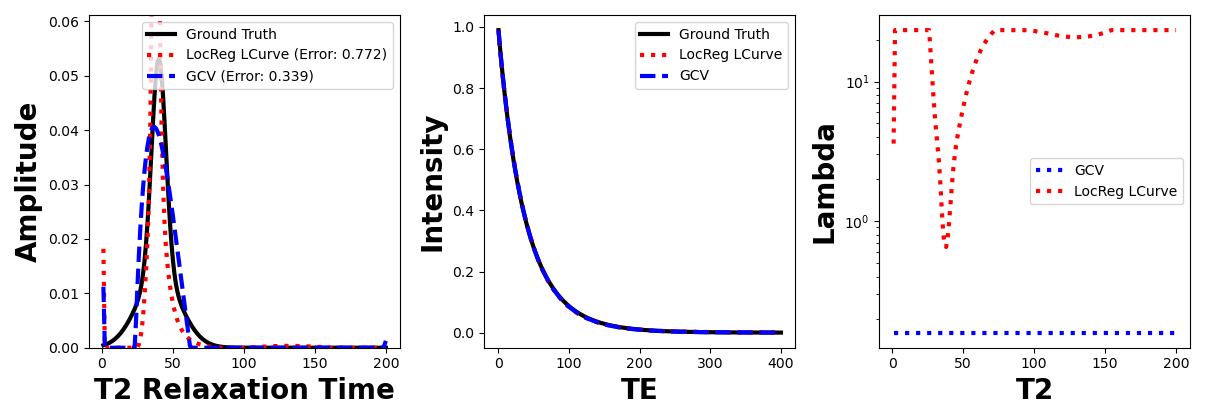 0.06
0.05
0.04
0.03
0.02
0.01
0.00
Amplitude
Ground Truth
LocReg LCurve (Error: 0.772)
GCV (Error: 0.339)
0
50
100
150
200
T2 Relaxation Time
1.0
0.8
0.6
0.4
0.2
0.0
Intensity
Ground Truth
LocReg LCurve
GCV
0
100
200
300
400
TE
10¹
10⁰
Lambda
GCV
LocReg LCurve
0
50
100
150
200
T2